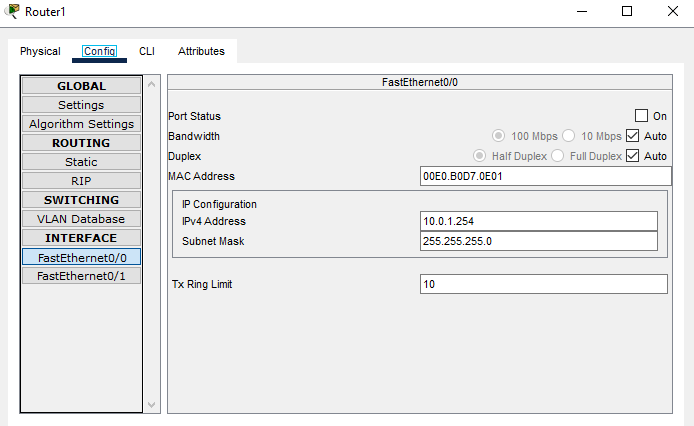 Router1
Physical Config CLI Attributes
GLOBAL
Settings
Algorithm Settings
ROUTING
Static
RIP
SWITCHING
VLAN Database
INTERFACE
FastEthernet0/0
FastEthernet0/1
FastEthernet0/0
Port Status On
Bandwidth 100 Mbps 10 Mbps Auto
Duplex Half Duplex Full Duplex Auto
MAC Address 00E0.B0D7.0E01
IP Configuration
IPv4 Address 10.0.1.254
Subnet Mask 255.255.255.0
Tx Ring Limit 10